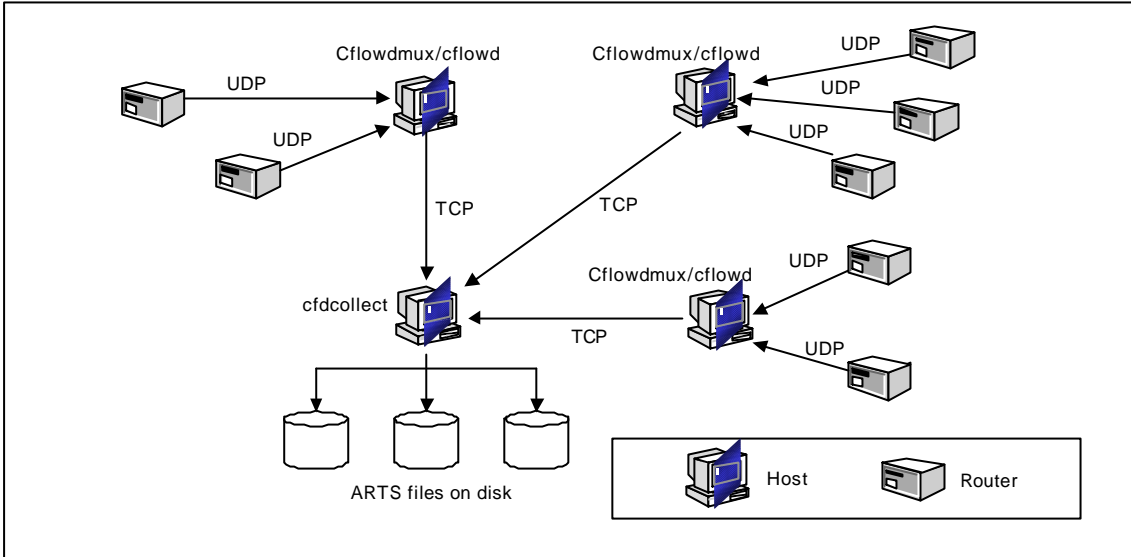 Cflowdmux/cflowd
Cflowdmux/cflowd
UDP
UDP
UDP
UDP
UDP
TCP
TCP
UDP
Cflowdmux/cflowd
cfdcollect
TCP
UDP
ARTS files on disk
Host
Router